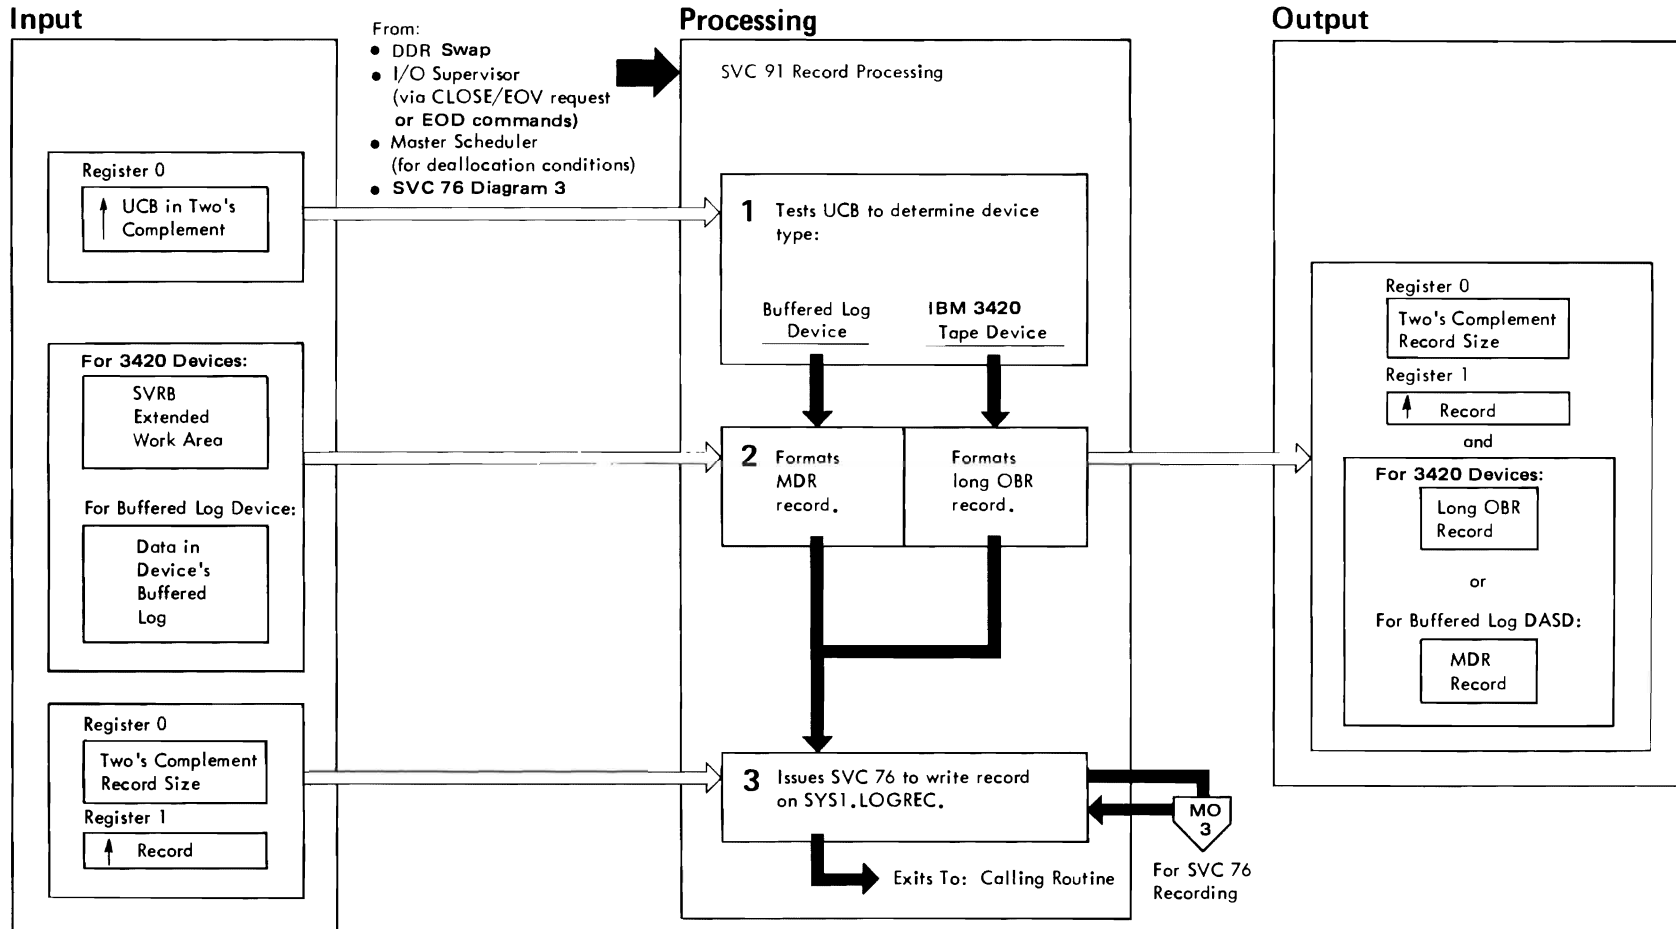 Input
From:
• DDR Swap
• I/O Supervisor
(via CLOSE/EOV request
or EOD commands)
• Master Scheduler
(for deallocation conditions)
• SVC 76 Diagram 3
Register 0
UCB in Two's
Complement
For 3420 Devices:
SVRB
Extended
Work Area
For Buffered Log Device:
Data in
Device's
Buffered
Log
Register 0
Two's Complement
Record Size
Register 1
Record
Processing
SVC 91 Record Processing
1 Tests UCB to determine device
type:
Buffered Log
Device
IBM 3420
Tape Device
2 Formats
MDR
record.
Formats
long OBR
record.
3 Issues SVC 76 to write record
on SYS1.LOGREC.
Exits To: Calling Routine
MO
3
For SVC 76
Recording
Output
Register 0
Two's Complement
Record Size
Register 1
Record
and
For 3420 Devices:
Long OBR
Record
or
For Buffered Log DASD:
MDR
Record